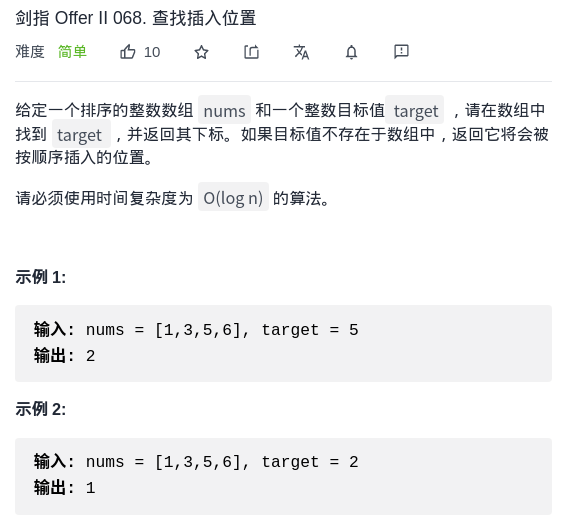 剑指 Offer II 068. 查找插入位置
难度 简单 10
给定一个排序的整数数组 nums 和一个整数目标值 target ，请在数组中
找到 target ，并返回其下标。如果目标值不存在于数组中，返回它将会被
按顺序插入的位置。
请必须使用时间复杂度为 O(log n) 的算法。
示例 1:
输入: nums = [1,3,5,6], target = 5
输出: 2
示例 2:
输入: nums = [1,3,5,6], target = 2
输出: 1